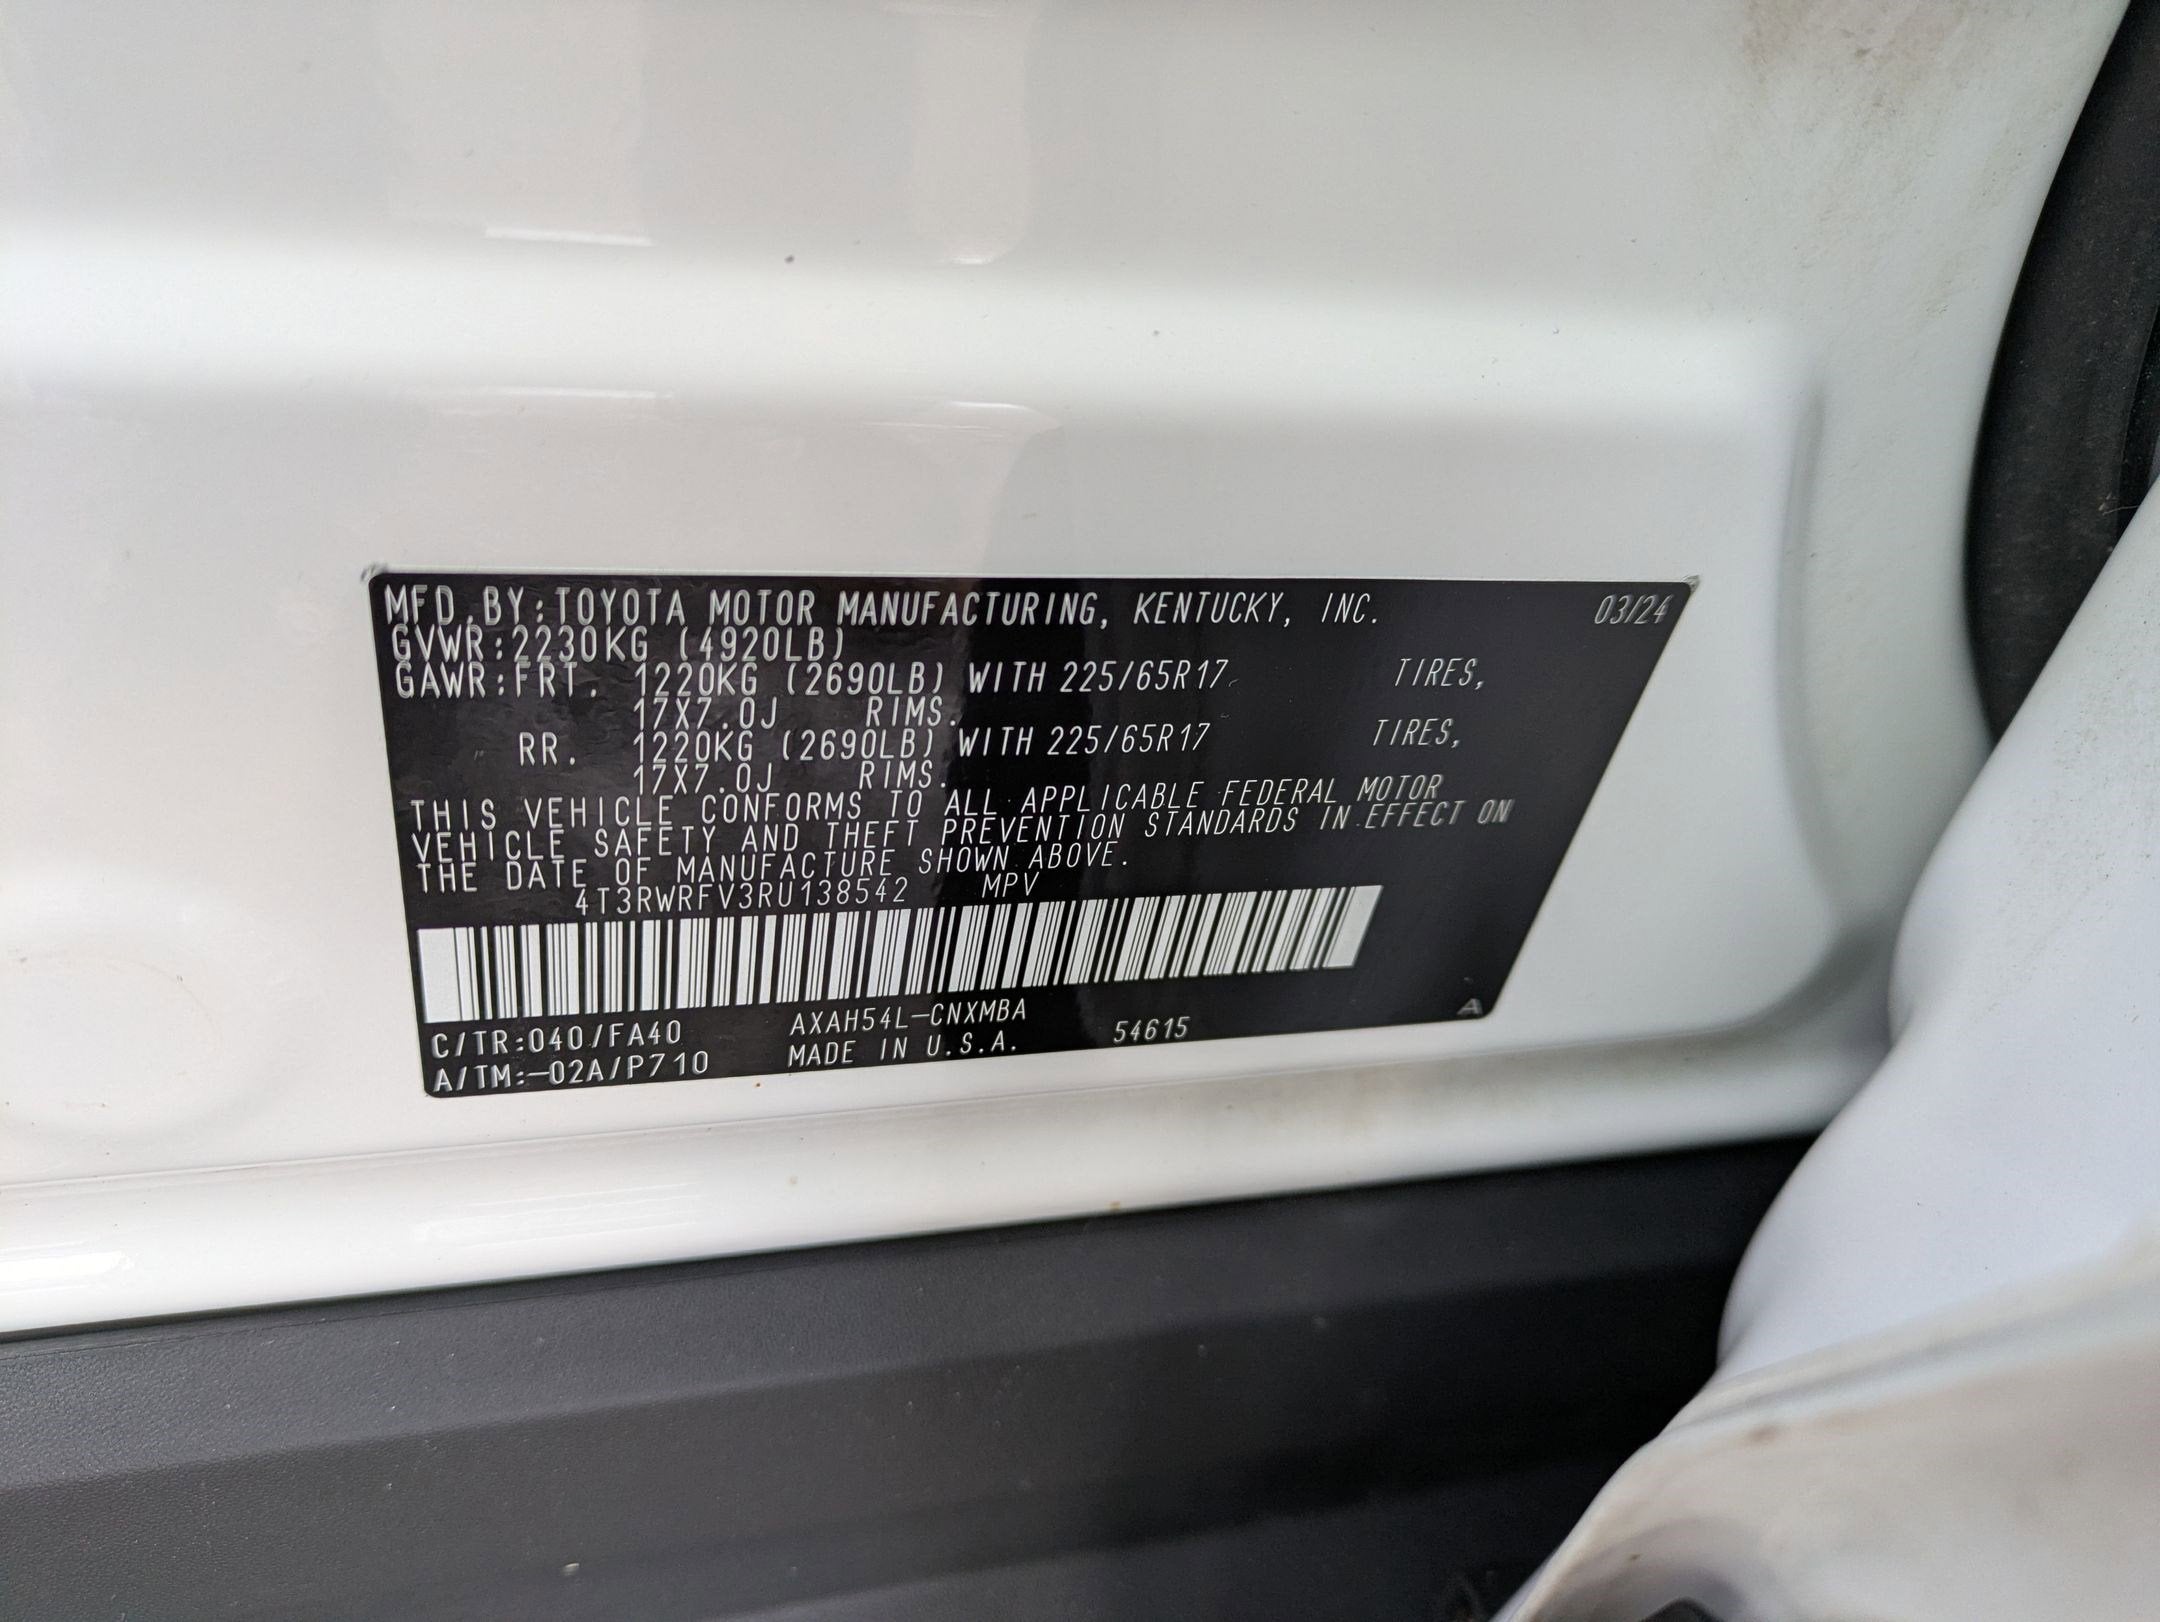 MFD.BY:TOYOTA MOTOR MANUFACTURING, KENTUCKY, INC. 03/24
GVWR:2230KG (4920LB)
GAWR:FRT. 1220KG (2690LB) WITH 225/65R17 TIRES,
17X7.0J RIMS.
RR. 1220KG (2690LB) WITH 225/65R17 TIRES,
17X7.0J RIMS.
THIS VEHICLE CONFORMS TO ALL APPLICABLE FEDERAL MOTOR
VEHICLE SAFETY AND THEFT PREVENTION STANDARDS IN EFFECT ON
THE DATE OF MANUFACTURE SHOWN ABOVE.
4T3RWRFV3RU138542 MPV
C/TR:040/FA40 AXAH54L-CNXMBA 54615 A
A/TM:-02A/P710 MADE IN U.S.A.